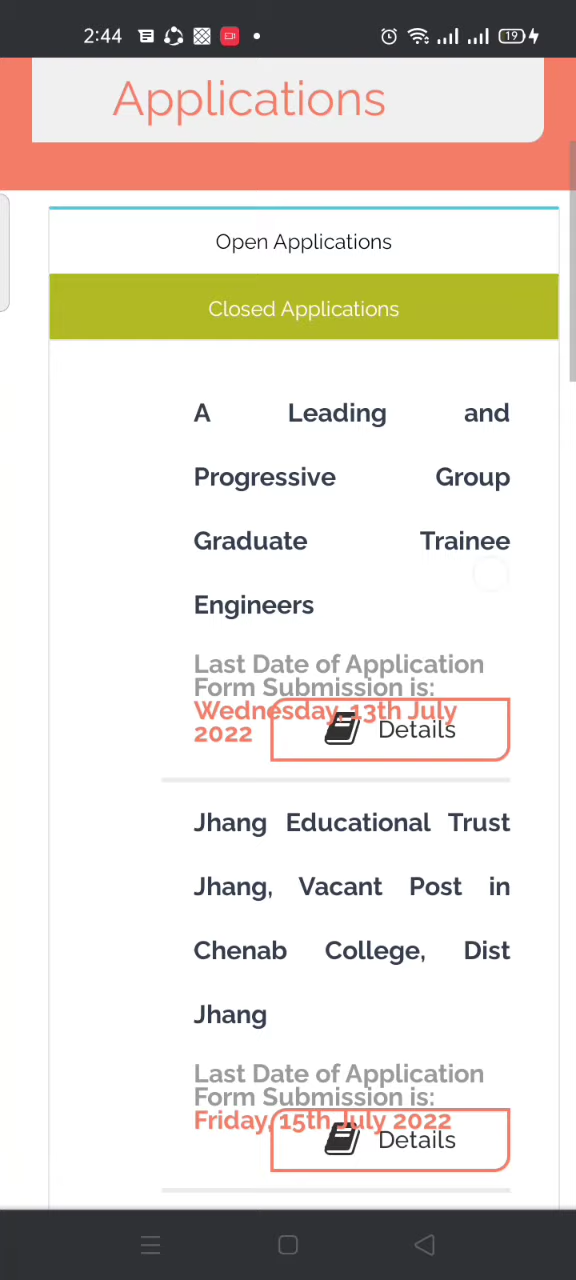 2:44
19
Applications
Open Applications
Closed Applications
A Leading and
Progressive Group
Graduate Trainee
Engineers
Last Date of Application
Form Submission is:
Wednesday, 13th July
2022
Details
Jhang Educational Trust
Jhang, Vacant Post in
Chenab College, Dist
Jhang
Last Date of Application
Form Submission is:
Friday, 15th July 2022
Details